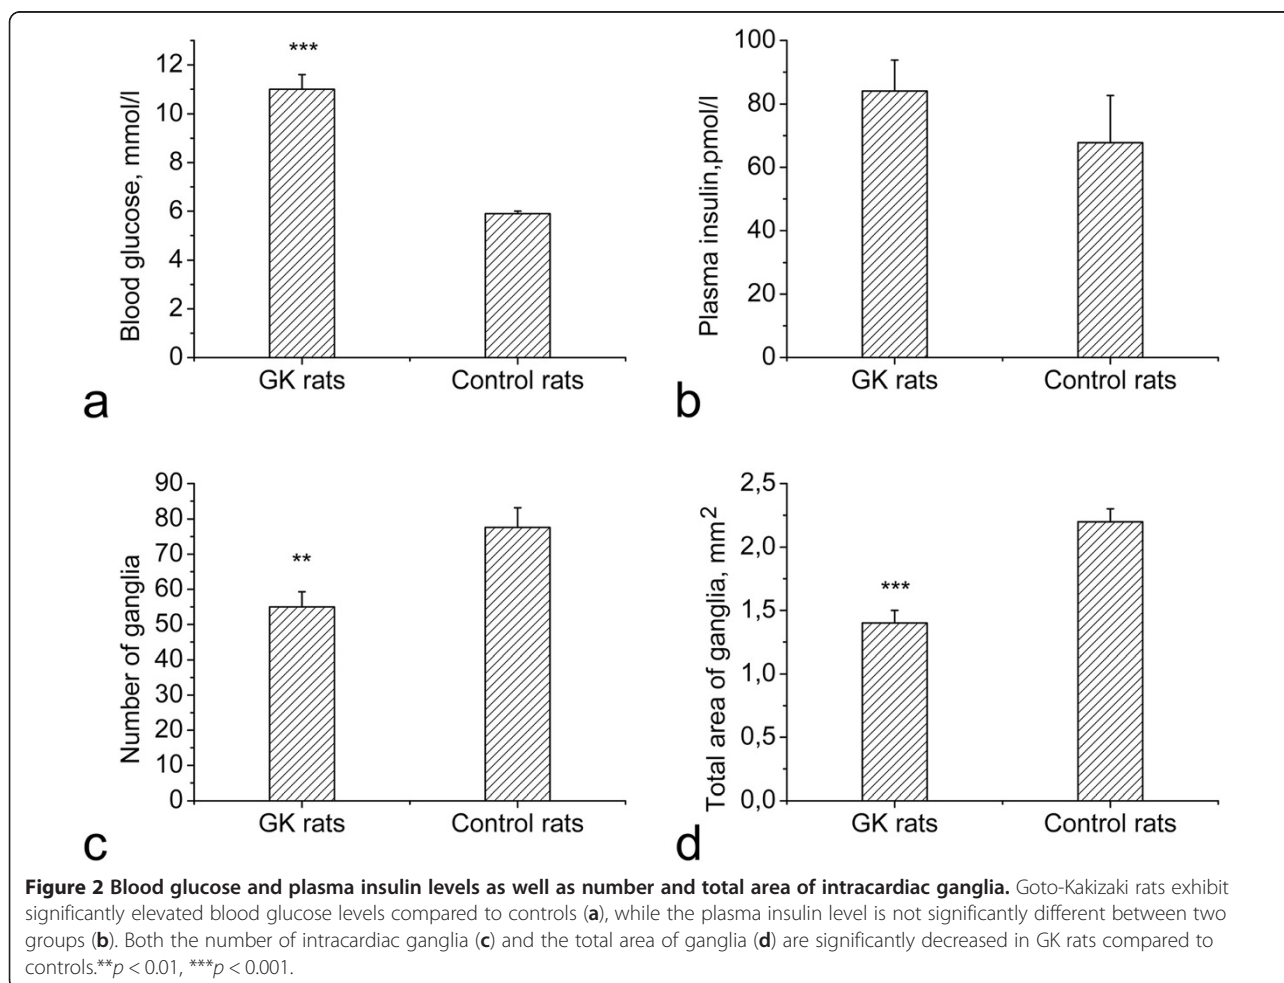 ***
12
10
8
6
4
2
0
Blood glucose, mmol/l
GK rats
Control rats
a
100
80
60
40
20
0
Plasma insulin,pmol/l
GK rats
Control rats
b
90
80
70
60
50
40
30
20
10
0
Number of ganglia
**
GK rats
Control rats
c
2,5
2,0
1,5
1,0
0,5
0,0
Total area of ganglia, mm²
***
GK rats
Control rats
d
Figure 2 Blood glucose and plasma insulin levels as well as number and total area of intracardiac ganglia. Goto-Kakizaki rats exhibit
significantly elevated blood glucose levels compared to controls (a), while the plasma insulin level is not significantly different between two
groups (b). Both the number of intracardiac ganglia (c) and the total area of ganglia (d) are significantly decreased in GK rats compared to
controls.**p < 0.01, ***p < 0.001.